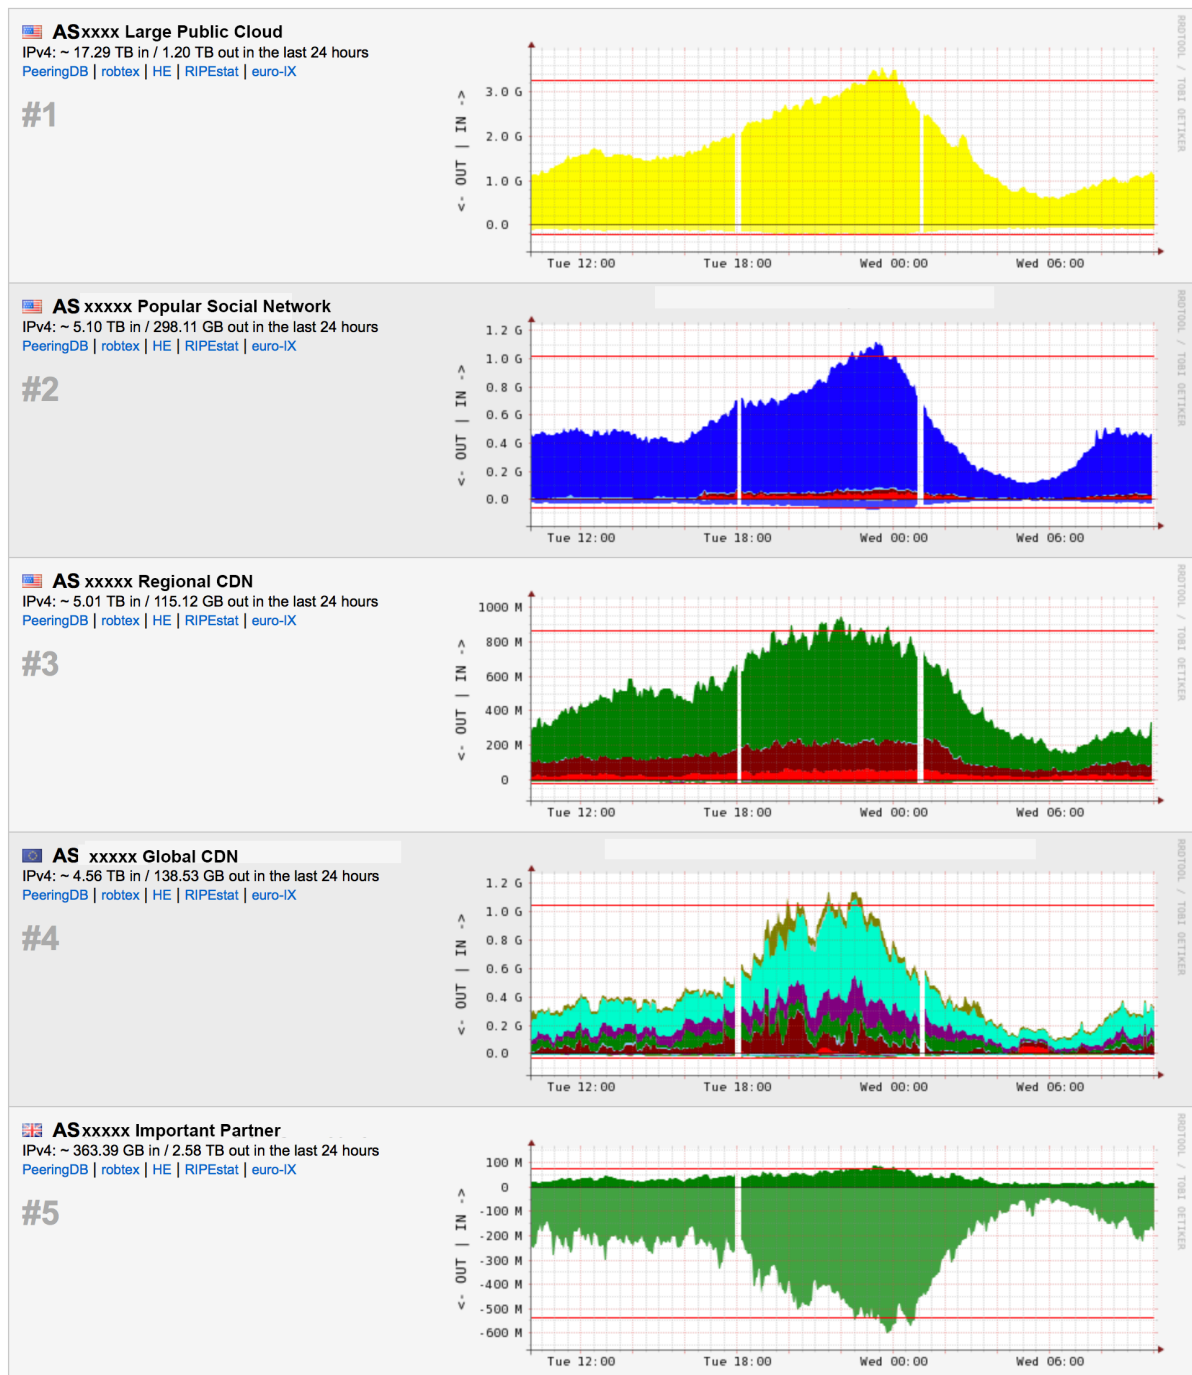 ASxxxx Large Public Cloud
IPv4: ~ 17.29 TB in / 1.20 TB out in the last 24 hours
PeeringDB | robtex | HE | RIPEstat | euro-IX
#1
<- OUT | IN ->
3.0 G
2.0 G
1.0 G
0.0
Tue 12:00 Tue 18:00 Wed 00:00 Wed 06:00
RRDTOOL / TOBI OETIKER
AS xxxxx Popular Social Network
IPv4: ~ 5.10 TB in / 298.11 GB out in the last 24 hours
PeeringDB | robtex | HE | RIPEstat | euro-IX
#2
<- OUT | IN ->
1.2 G
1.0 G
0.8 G
0.6 G
0.4 G
0.2 G
0.0
Tue 12:00 Tue 18:00 Wed 00:00 Wed 06:00
RRDTOOL / TOBI OETIKER
AS xxxxx Regional CDN
IPv4: ~ 5.01 TB in / 115.12 GB out in the last 24 hours
PeeringDB | robtex | HE | RIPEstat | euro-IX
#3
<- OUT | IN ->
1000 M
800 M
600 M
400 M
200 M
0
Tue 12:00 Tue 18:00 Wed 00:00 Wed 06:00
RRDTOOL / TOBI OETIKER
AS xxxxx Global CDN
IPv4: ~ 4.56 TB in / 138.53 GB out in the last 24 hours
PeeringDB | robtex | HE | RIPEstat | euro-IX
#4
<- OUT | IN ->
1.2 G
1.0 G
0.8 G
0.6 G
0.4 G
0.2 G
0.0
Tue 12:00 Tue 18:00 Wed 00:00 Wed 06:00
RRDTOOL / TOBI OETIKER
ASxxxxx Important Partner
IPv4: ~ 363.39 GB in / 2.58 TB out in the last 24 hours
PeeringDB | robtex | HE | RIPEstat | euro-IX
#5
<- OUT | IN ->
100 M
0
-100 M
-200 M
-300 M
-400 M
-500 M
-600 M
Tue 12:00 Tue 18:00 Wed 00:00 Wed 06:00
RRDTOOL / TOBI OETIKER